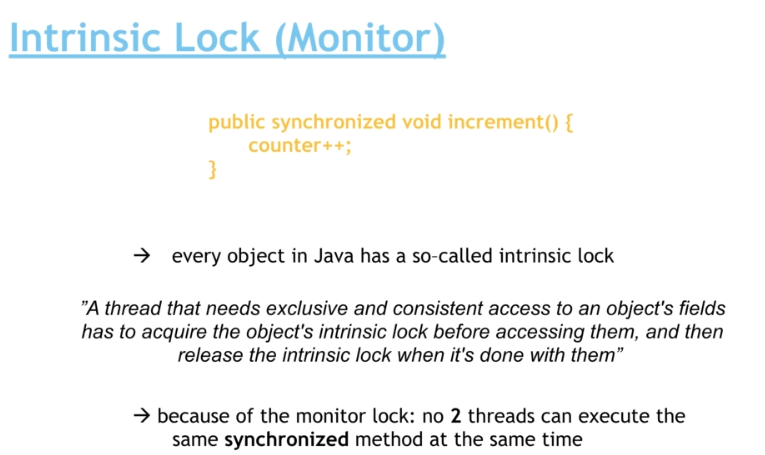 Intrinsic Lock (Monitor)
public synchronized void increment() {
counter++;
}
→ every object in Java has a so-called intrinsic lock
”A thread that needs exclusive and consistent access to an object's fields
has to acquire the object's intrinsic lock before accessing them, and then
release the intrinsic lock when it's done with them”
→ because of the monitor lock: no 2 threads can execute the
same synchronized method at the same time